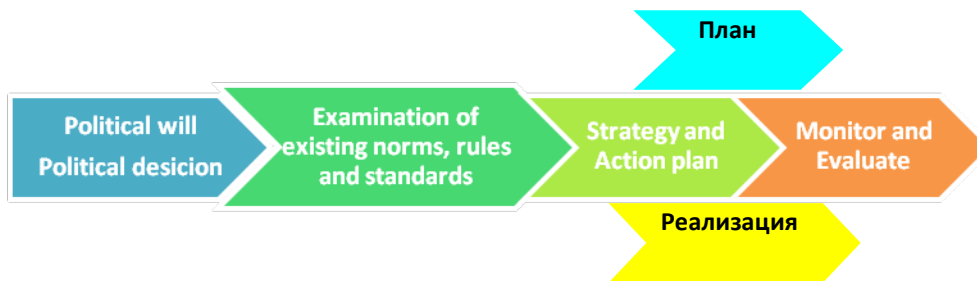 План
Political will
Political desicion
Examination of
existing norms, rules
and standards
Strategy and
Action plan
Monitor and
Evaluate
Реализация